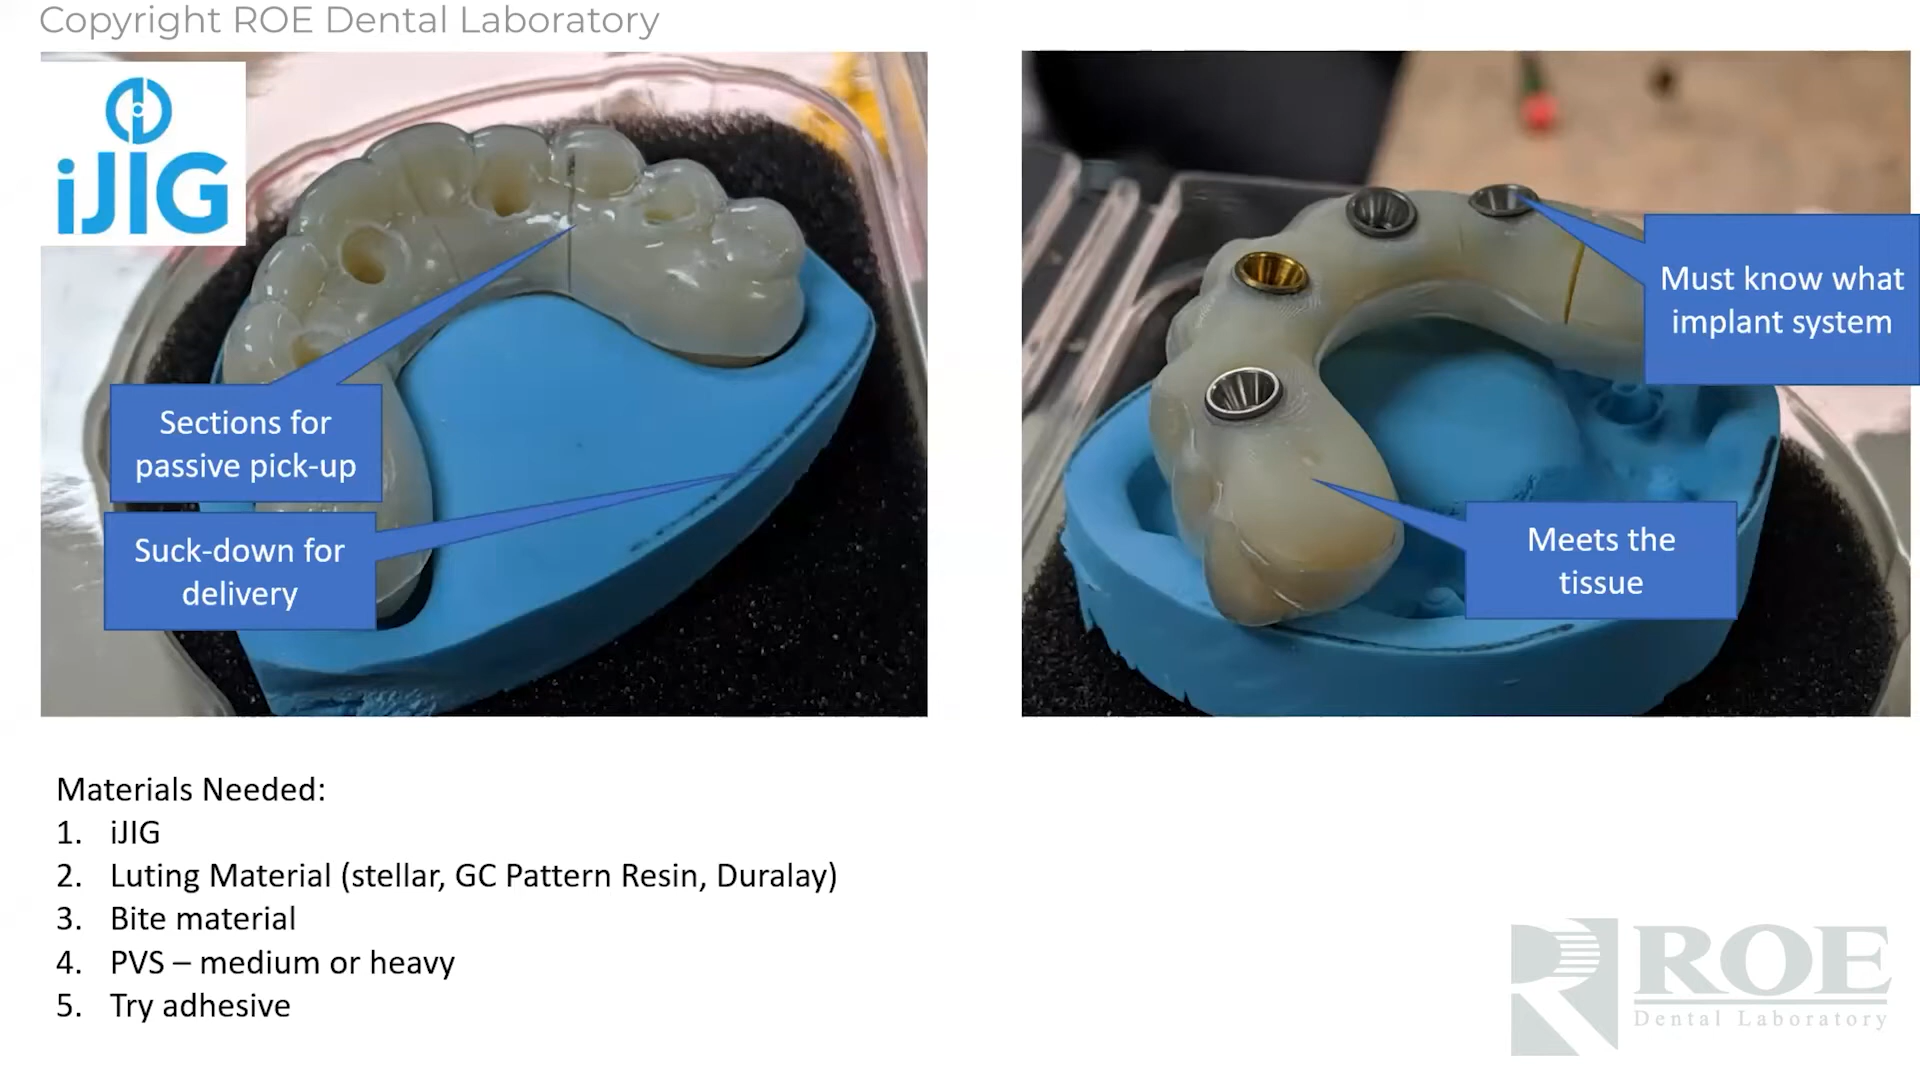 Copyright ROE Dental Laboratory
iJIG
Sections for
passive pick-up
Suck-down for
delivery
Must know what
implant system
Meets the
tissue
Materials Needed:
1. iJIG
2. Luting Material (stellar, GC Pattern Resin, Duralay)
3. Bite material
4. PVS – medium or heavy
5. Try adhesive
ROE
Dental Laboratory